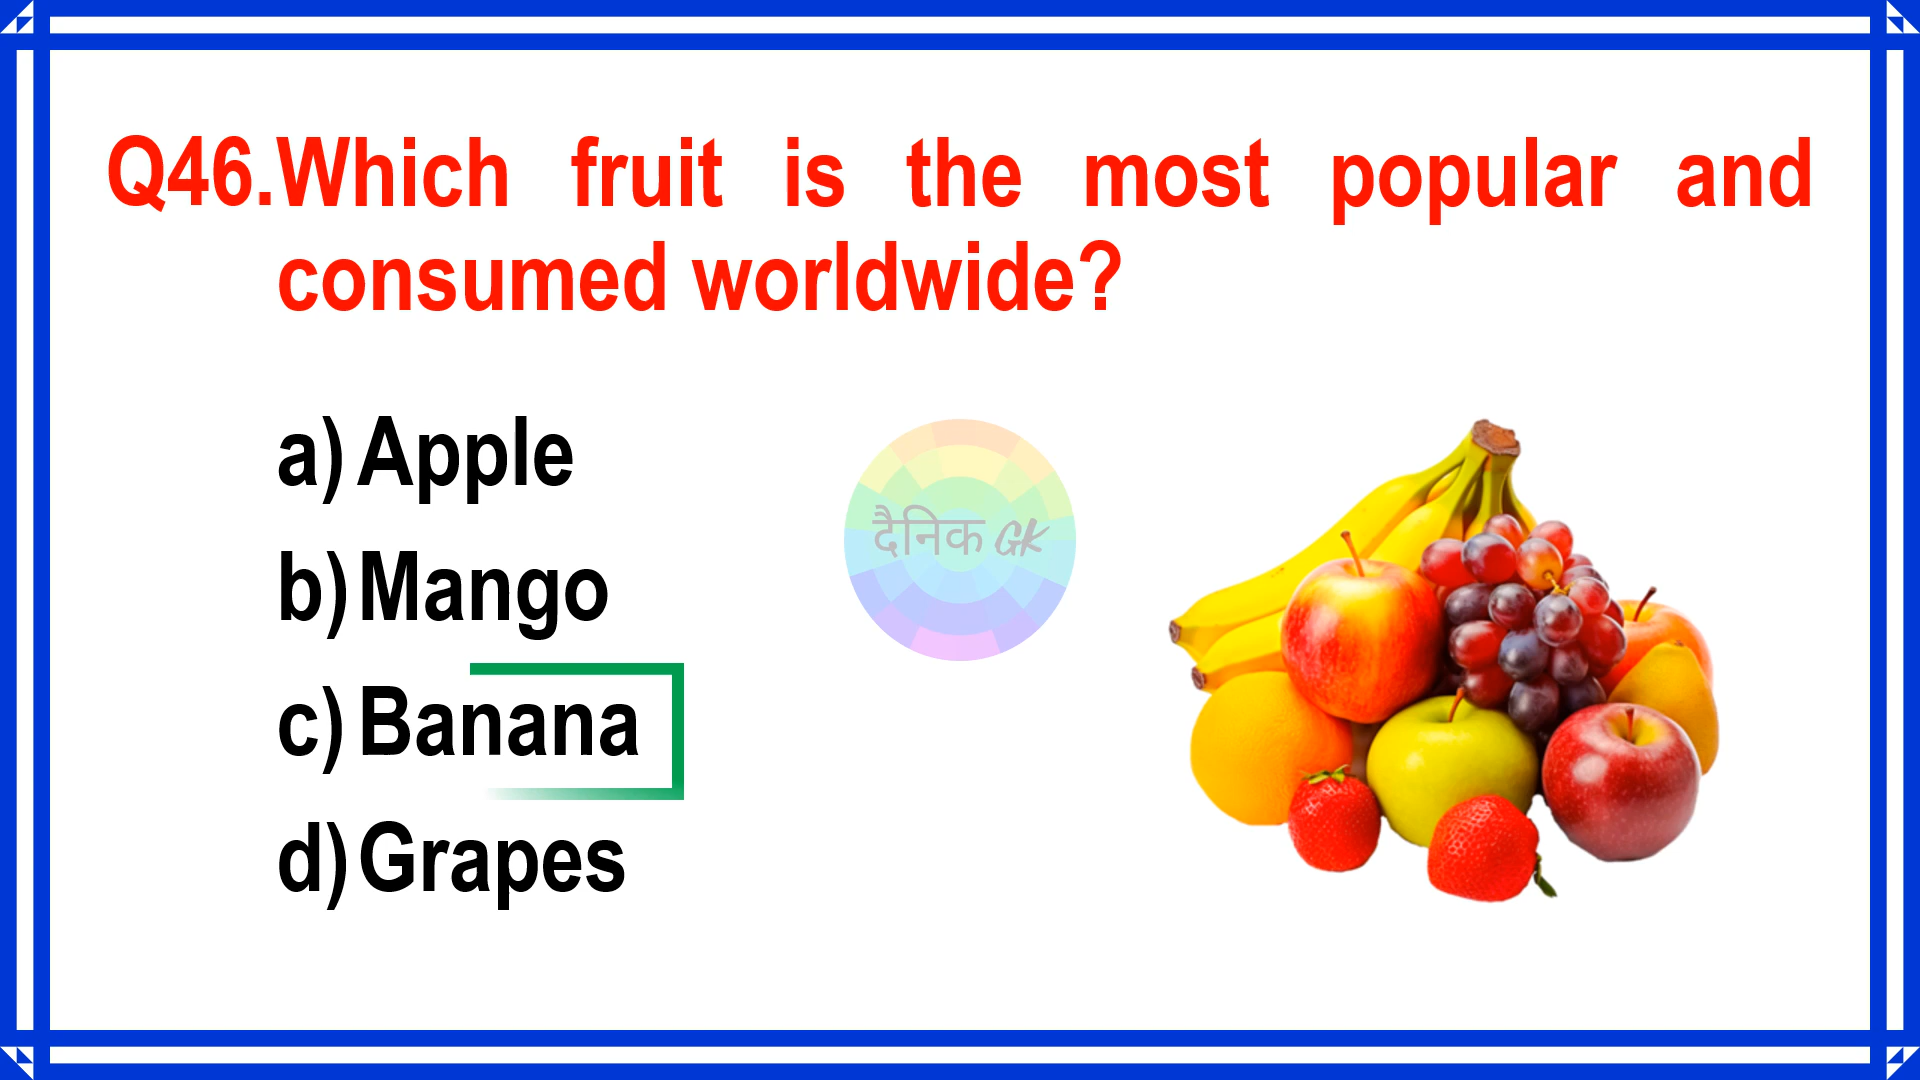 Q46.Which fruit is the most popular and
consumed worldwide?
a) Apple
b) Mango
दैनिक GK
c) Banana
d) Grapes